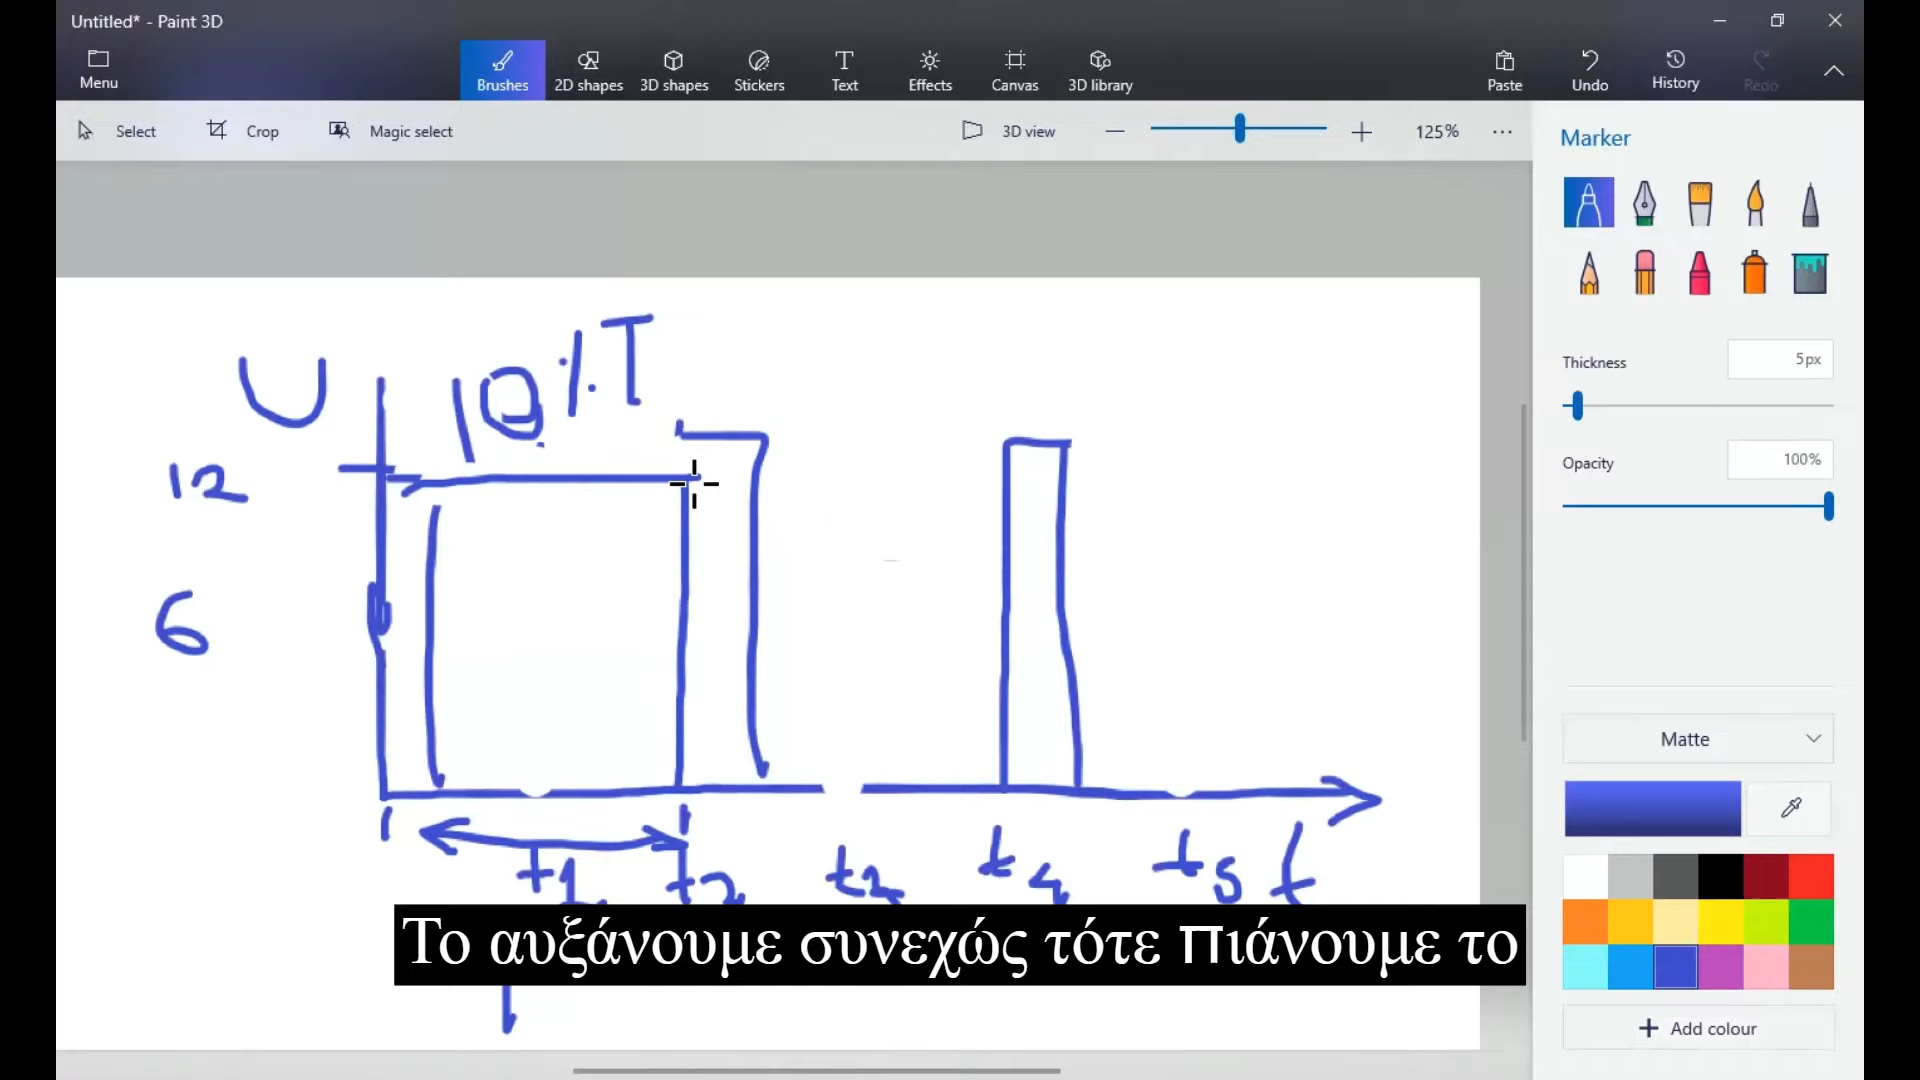 Untitled* - Paint 3D
Menu
Brushes
2D shapes
3D shapes
Stickers
Text
Effects
Canvas
3D library
Paste
Undo
History
Redo
Select
Crop
Magic select
3D view
125%
Marker
Thickness
5px
Opacity
100%
Matte
Add colour
U
10%T
12
6
t1
t2
t4
t5
t
Το αυξάνουμε συνεχώς τότε πιάνουμε το